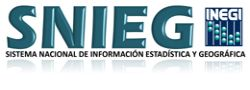 SNIEG
INEGI
SISTEMA NACIONAL DE INFORMACIÓN ESTADÍSTICA Y GEOGRÁFICA